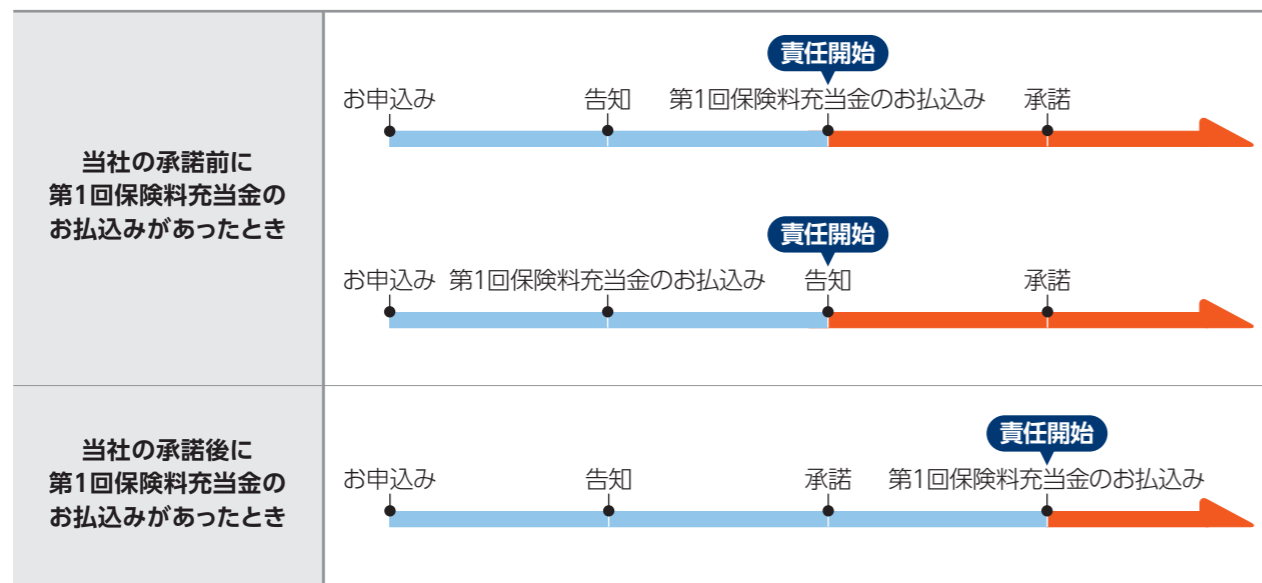 当社の承諾前に
第1回保険料充当金の
お払込みがあったとき
責任開始
お申込み 告知 第1回保険料充当金のお払込み 承諾
責任開始
お申込み 第1回保険料充当金のお払込み 告知 承諾
当社の承諾後に
第1回保険料充当金の
お払込みがあったとき
責任開始
お申込み 告知 承諾 第1回保険料充当金のお払込み